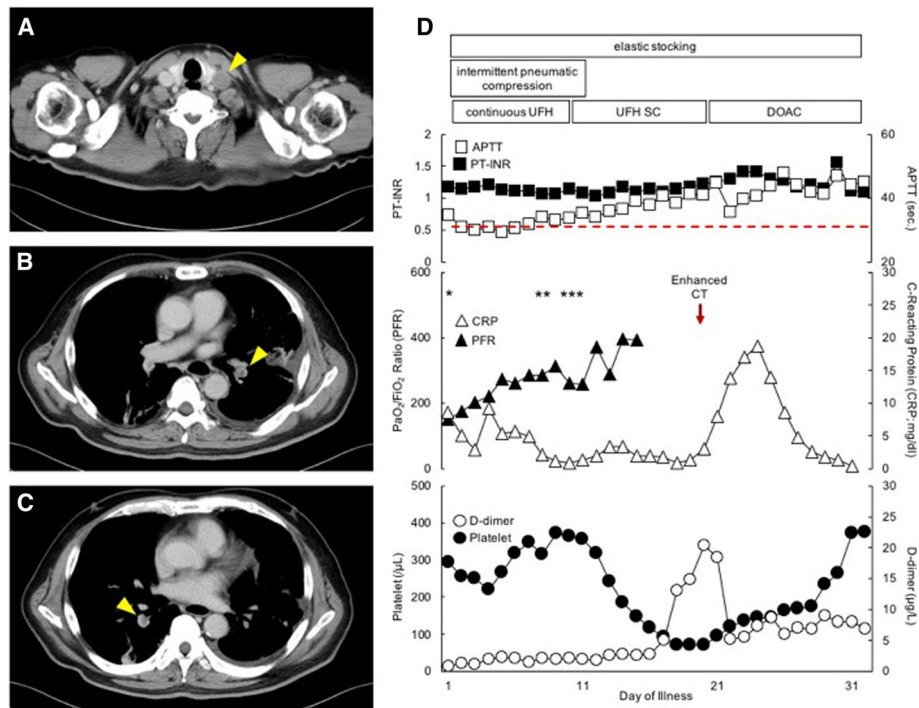 A
B
C
D
elastic stocking
intermittent pneumatic
compression
continuous UFH
UFH SC
DOAC
2
1.5
1
0.5
0
PT-INR
APTT
PT-INR
60
40
20
APTT
(sec.)
600
400
200
0
PaO2/FiO2 Ratio (PFR)
*
**
***
Enhanced
CT
CRP
PFR
30
25
20
15
10
5
0
C-Reacting Protein (CRP; mg/dl)
500
400
300
200
100
0
Platelet (/μL)
D-dimer
Platelet
30
25
20
15
10
5
0
D-dimer (μg/L)
1
11
21
31
Day of Illness